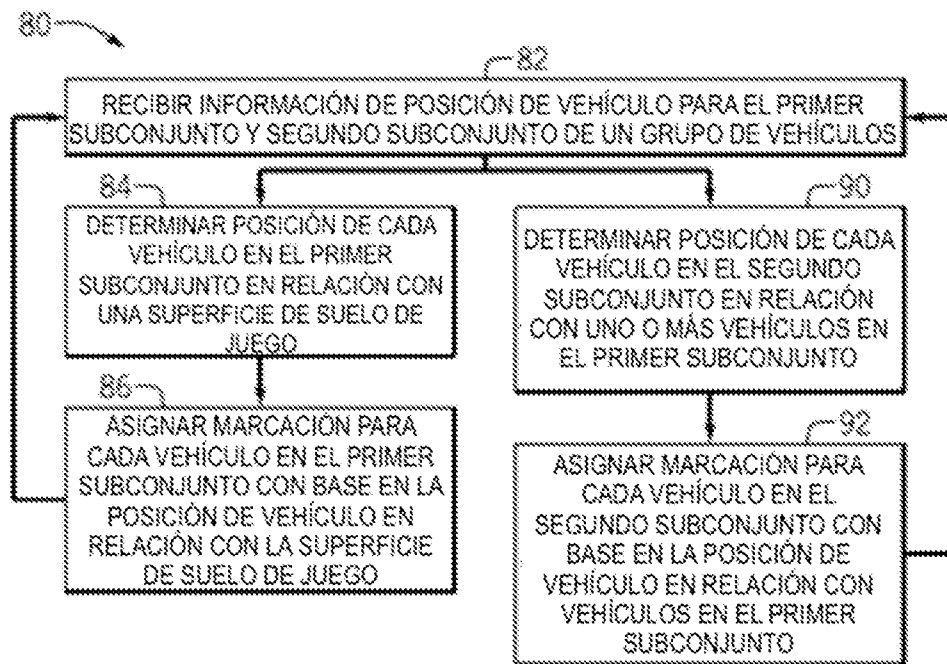 80
82
RECIBIR INFORMACIÓN DE POSICIÓN DE VEHÍCULO PARA EL PRIMER
SUBCONJUNTO Y SEGUNDO SUBCONJUNTO DE UN GRUPO DE VEHÍCULOS
84
DETERMINAR POSICIÓN DE CADA
VEHÍCULO EN EL PRIMER
SUBCONJUNTO EN RELACIÓN CON
UNA SUPERFICIE DE SUELO DE
JUEGO
86
ASIGNAR MARCACIÓN PARA
CADA VEHÍCULO EN EL PRIMER
SUBCONJUNTO CON BASE EN LA
POSICIÓN DE VEHÍCULO EN
RELACIÓN CON LA SUPERFICIE
DE SUELO DE JUEGO
90
DETERMINAR POSICIÓN DE CADA
VEHÍCULO EN EL SEGUNDO
SUBCONJUNTO EN RELACIÓN
CON UNO O MÁS VEHÍCULOS EN
EL PRIMER SUBCONJUNTO
92
ASIGNAR MARCACIÓN PARA
CADA VEHÍCULO EN EL
SEGUNDO SUBCONJUNTO CON
BASE EN LA POSICIÓN DE
VEHÍCULO EN RELACIÓN CON
VEHÍCULOS EN EL PRIMER
SUBCONJUNTO